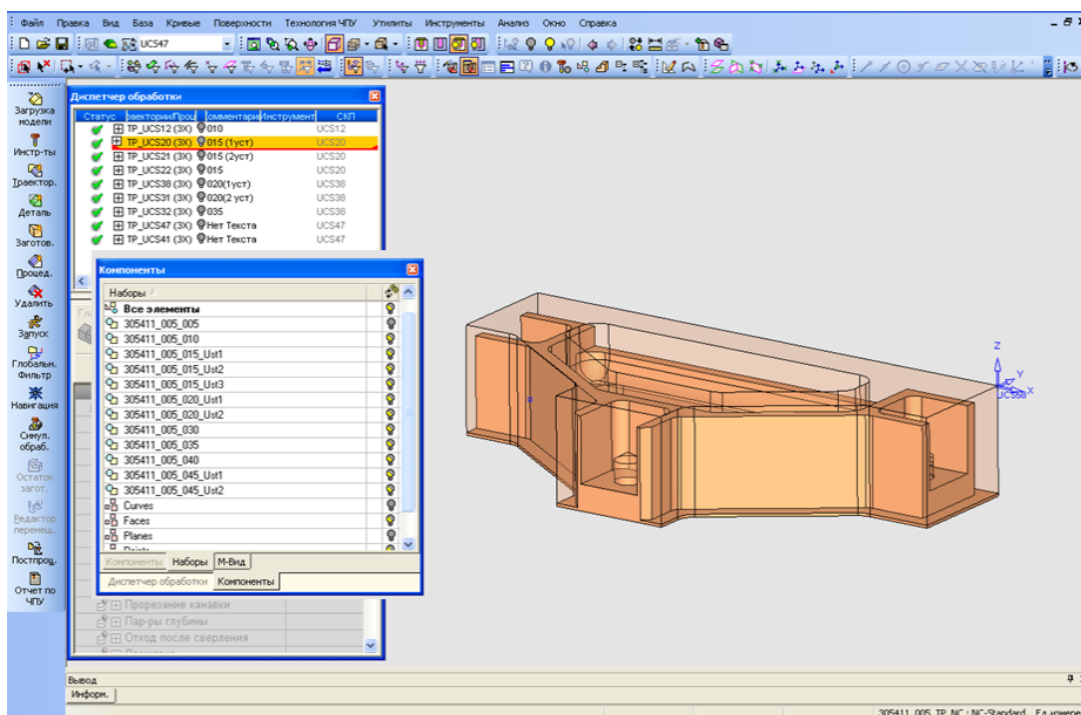 Файл Правка Вид База Кривые Поверхности Технология ЧПУ Утилиты Инструменты Анализ Окно Справка
UCS47
Загрузка модели
Инстр-ты
Траектор.
Деталь
Заготов.
Процед.
Удалить
Запуск
Глобальн. Фильтр
Навигация
Симул. обраб.
Остаток загот.
Редактор перемещ.
Постпроц.
Отчет по ЧПУ
Диспетчер обработки
Статус раектории/Проц Комментари Инструмент СКП
TP_UCS12 (3X) 010 UCS12
TP_UCS20 (3X) 015 (1уст) UCS20
TP_UCS21 (3X) 015 (2уст) UCS20
TP_UCS22 (3X) 015 UCS20
TP_UCS38 (3X) 020(1уст) UCS38
TP_UCS31 (3X) 020(2 уст) UCS38
TP_UCS32 (3X) 035 UCS38
TP_UCS47 (3X) Нет Текста UCS47
TP_UCS41 (3X) Нет Текста UCS47
Компоненты
Наборы
Все элементы
305411_005_005
305411_005_010
305411_005_015_Ust1
305411_005_015_Ust2
305411_005_015_Ust3
305411_005_020_Ust1
305411_005_020_Ust2
305411_005_030
305411_005_035
305411_005_040
305411_005_045_Ust1
305411_005_045_Ust2
Curves
Faces
Planes
Компоненты Наборы М-Вид
Диспетчер обработки Компоненты
Прорезание канавки
Пар-ры глубины
Отход после сверления
Z
Y
X
Вывод
Информ.
305411_005_TP_NC : NC-Standard Ед.измере